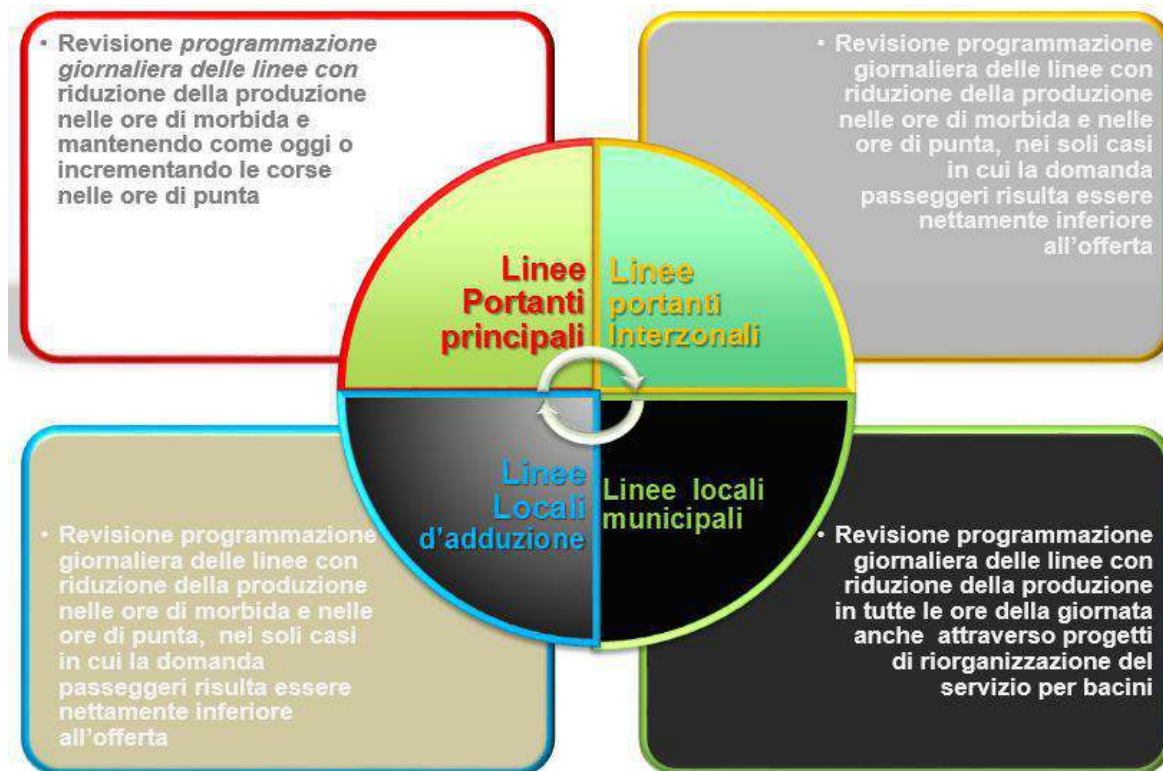 • Revisione programmazione
giornaliera delle linee con
riduzione della produzione
nelle ore di morbida e
mantenendo come oggi o
incrementando le corse
nelle ore di punta
• Revisione programmazione
giornaliera delle linee con
riduzione della produzione
nelle ore di morbida e nelle
ore di punta, nei soli casi
in cui la domanda
passeggeri risulta essere
nettamente inferiore
all'offerta
Linee
Portanti
principali
Linee
portanti
Interzonali
Linee
Locali
d'adduzione
Linee locali
municipali
• Revisione programmazione
giornaliera delle linee con
riduzione della produzione
nelle ore di morbida e nelle
ore di punta, nei soli casi
in cui la domanda
passeggeri risulta essere
nettamente inferiore
all'offerta
• Revisione programmazione
giornaliera delle linee con
riduzione della produzione
in tutte le ore della giornata
anche attraverso progetti
di riorganizzazione del
servizio per bacini